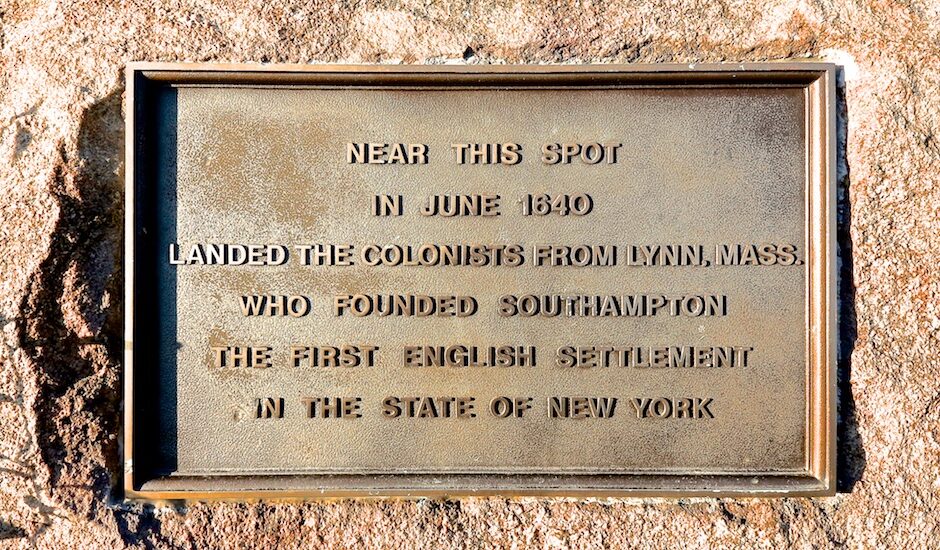 NEAR THIS SPOT
IN JUNE 1640
LANDED THE COLONISTS FROM LYNN, MASS.
WHO FOUNDED SOUTHAMPTON
THE FIRST ENGLISH SETTLEMENT
IN THE STATE OF NEW YORK